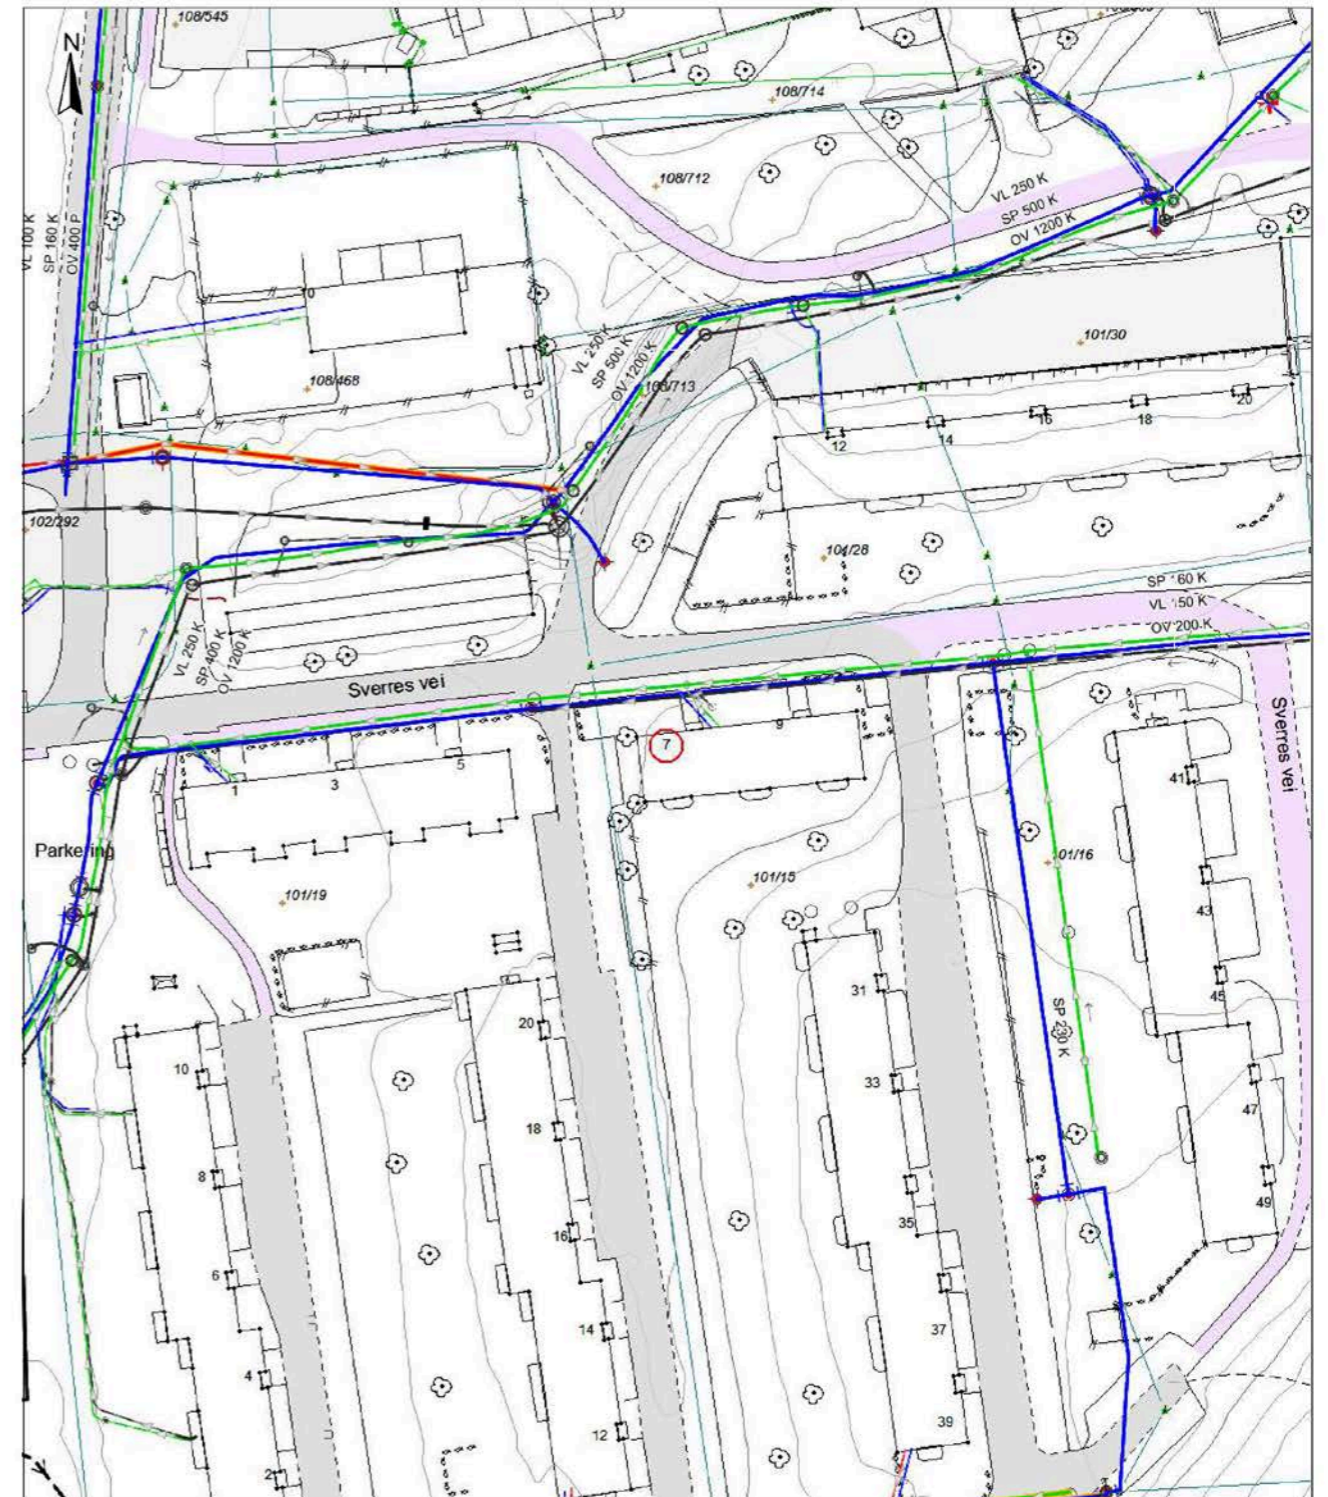 108/545
N
108/714
108/712
VL 250 K
SP 500 K
OV 1200 K
VL 100 K
SP 160 K
OV 400 P
10
108/468
VL 250 K
SP 500 K
OV 1200 K
108/713
101/30
12
14
16
18
20
102/292
101/28
SP 160 K
VL 150 K
OV 200 K
VL 250 K
SP 400 K
OV 1200 K
Sverres vei
Sverres vei
1
3
5
7
9
41
43
45
47
49
Parkering
101/19
101/15
101/16
SP 230 K
31
33
35
37
39
20
18
16
14
12
10
8
6
4
2